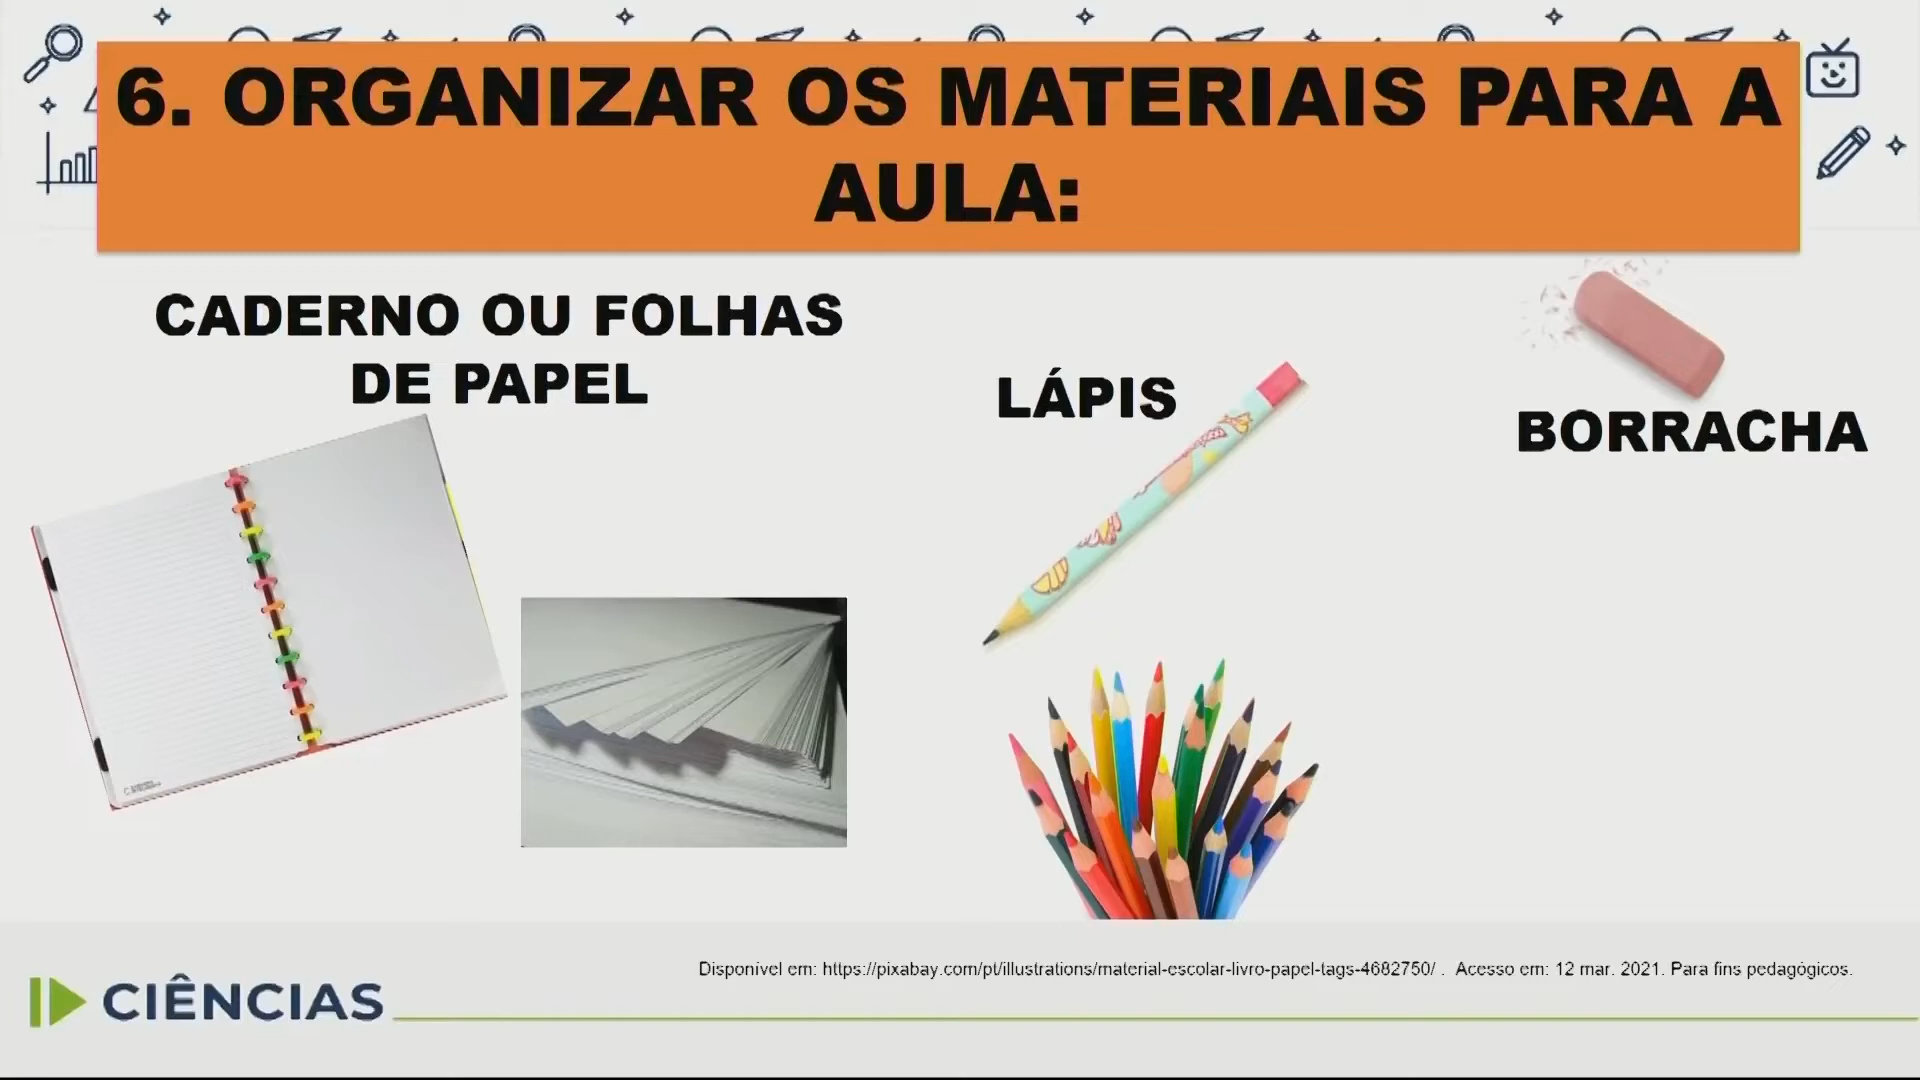 6. ORGANIZAR OS MATERIAIS PARA A
AULA:
CADERNO OU FOLHAS
DE PAPEL
LÁPIS
BORRACHA
Disponível em: https://pixabay.com/pt/illustrations/material-escolar-livro-papel-tags-4682750/ . Acesso em: 12 mar. 2021. Para fins pedagógicos.
CIÊNCIAS